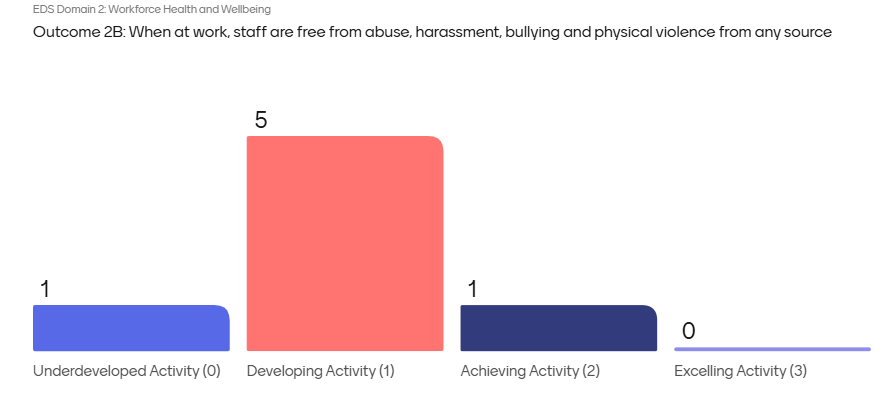 EDS Domain 2: Workforce Health and Wellbeing
Outcome 2B: When at work, staff are free from abuse, harassment, bullying and physical violence from any source
1
5
1
0
Underdeveloped Activity (0)
Developing Activity (1)
Achieving Activity (2)
Excelling Activity (3)